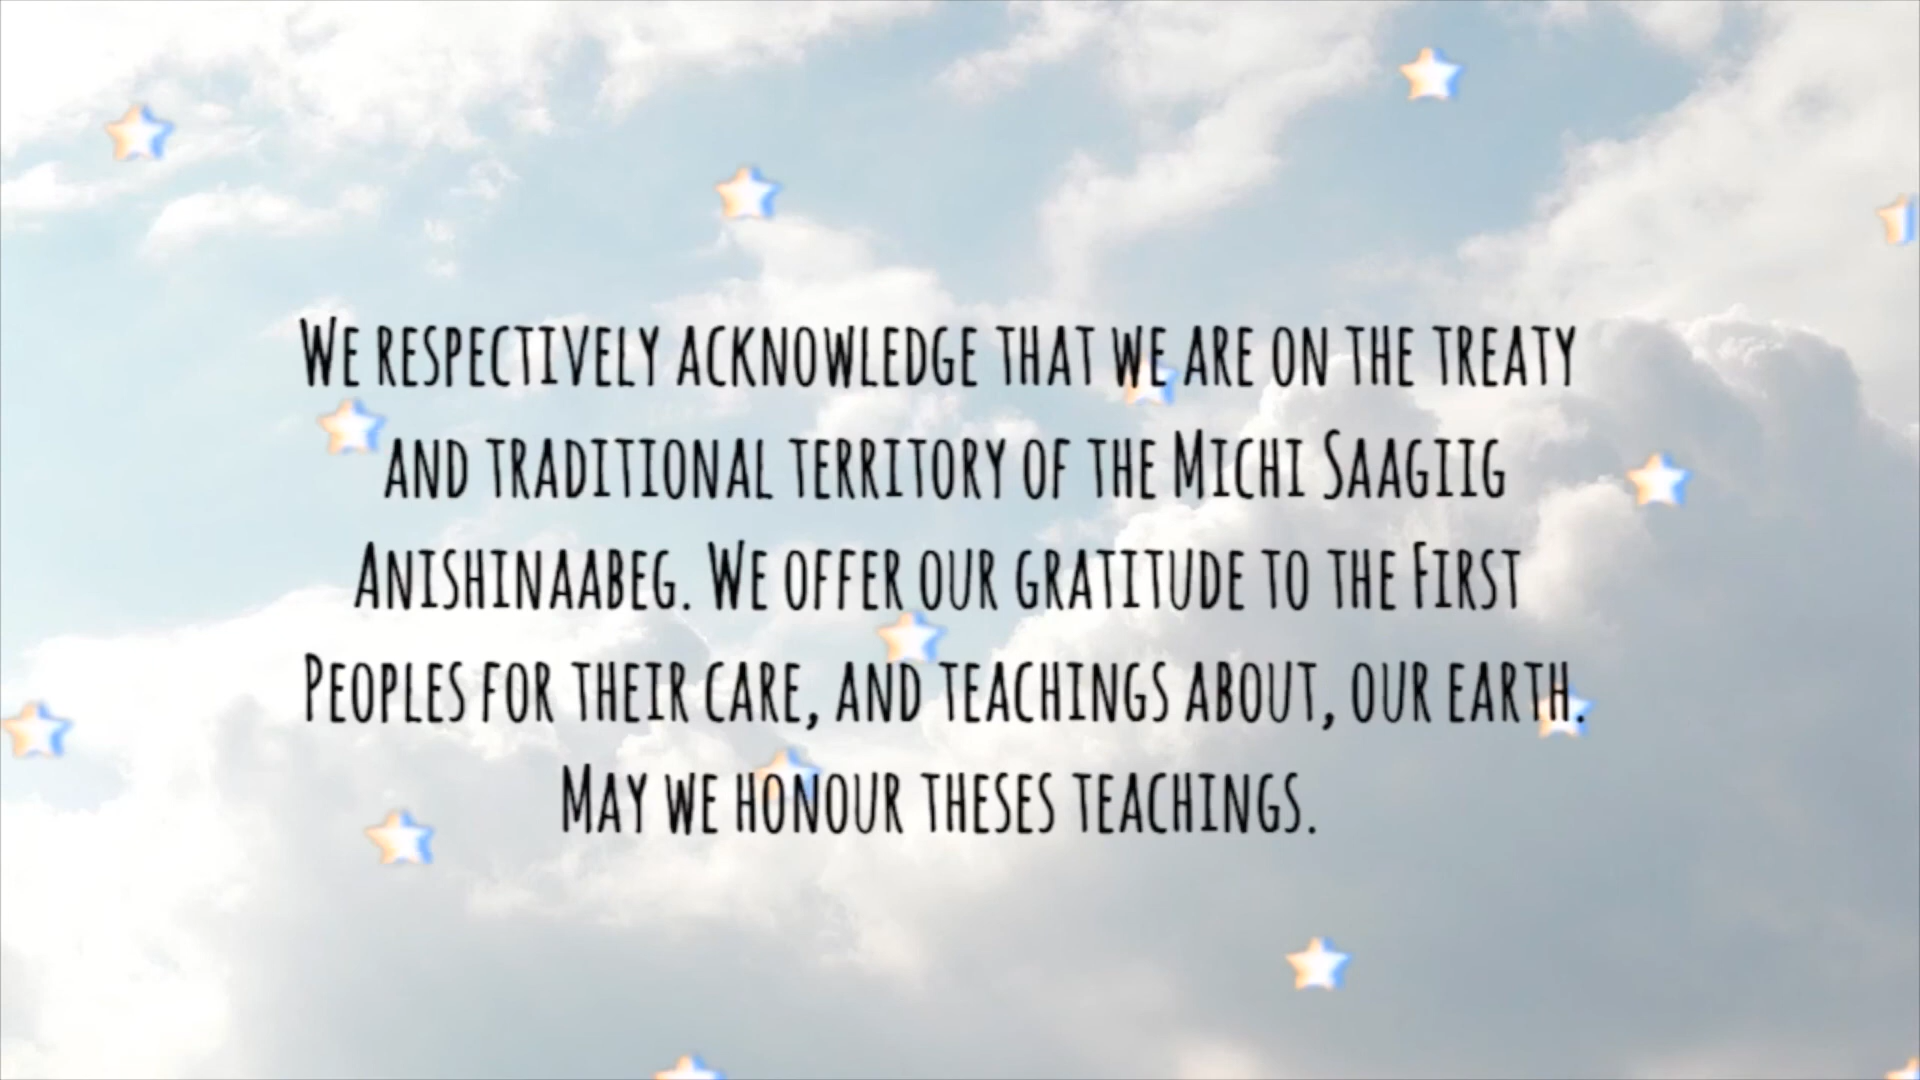 We respectively acknowledge that we are on the treaty
and traditional territory of the Michi Saagiig
Anishinaabeg. We offer our gratitude to the First
Peoples for their care, and teachings about, our earth.
May we honour theses teachings.